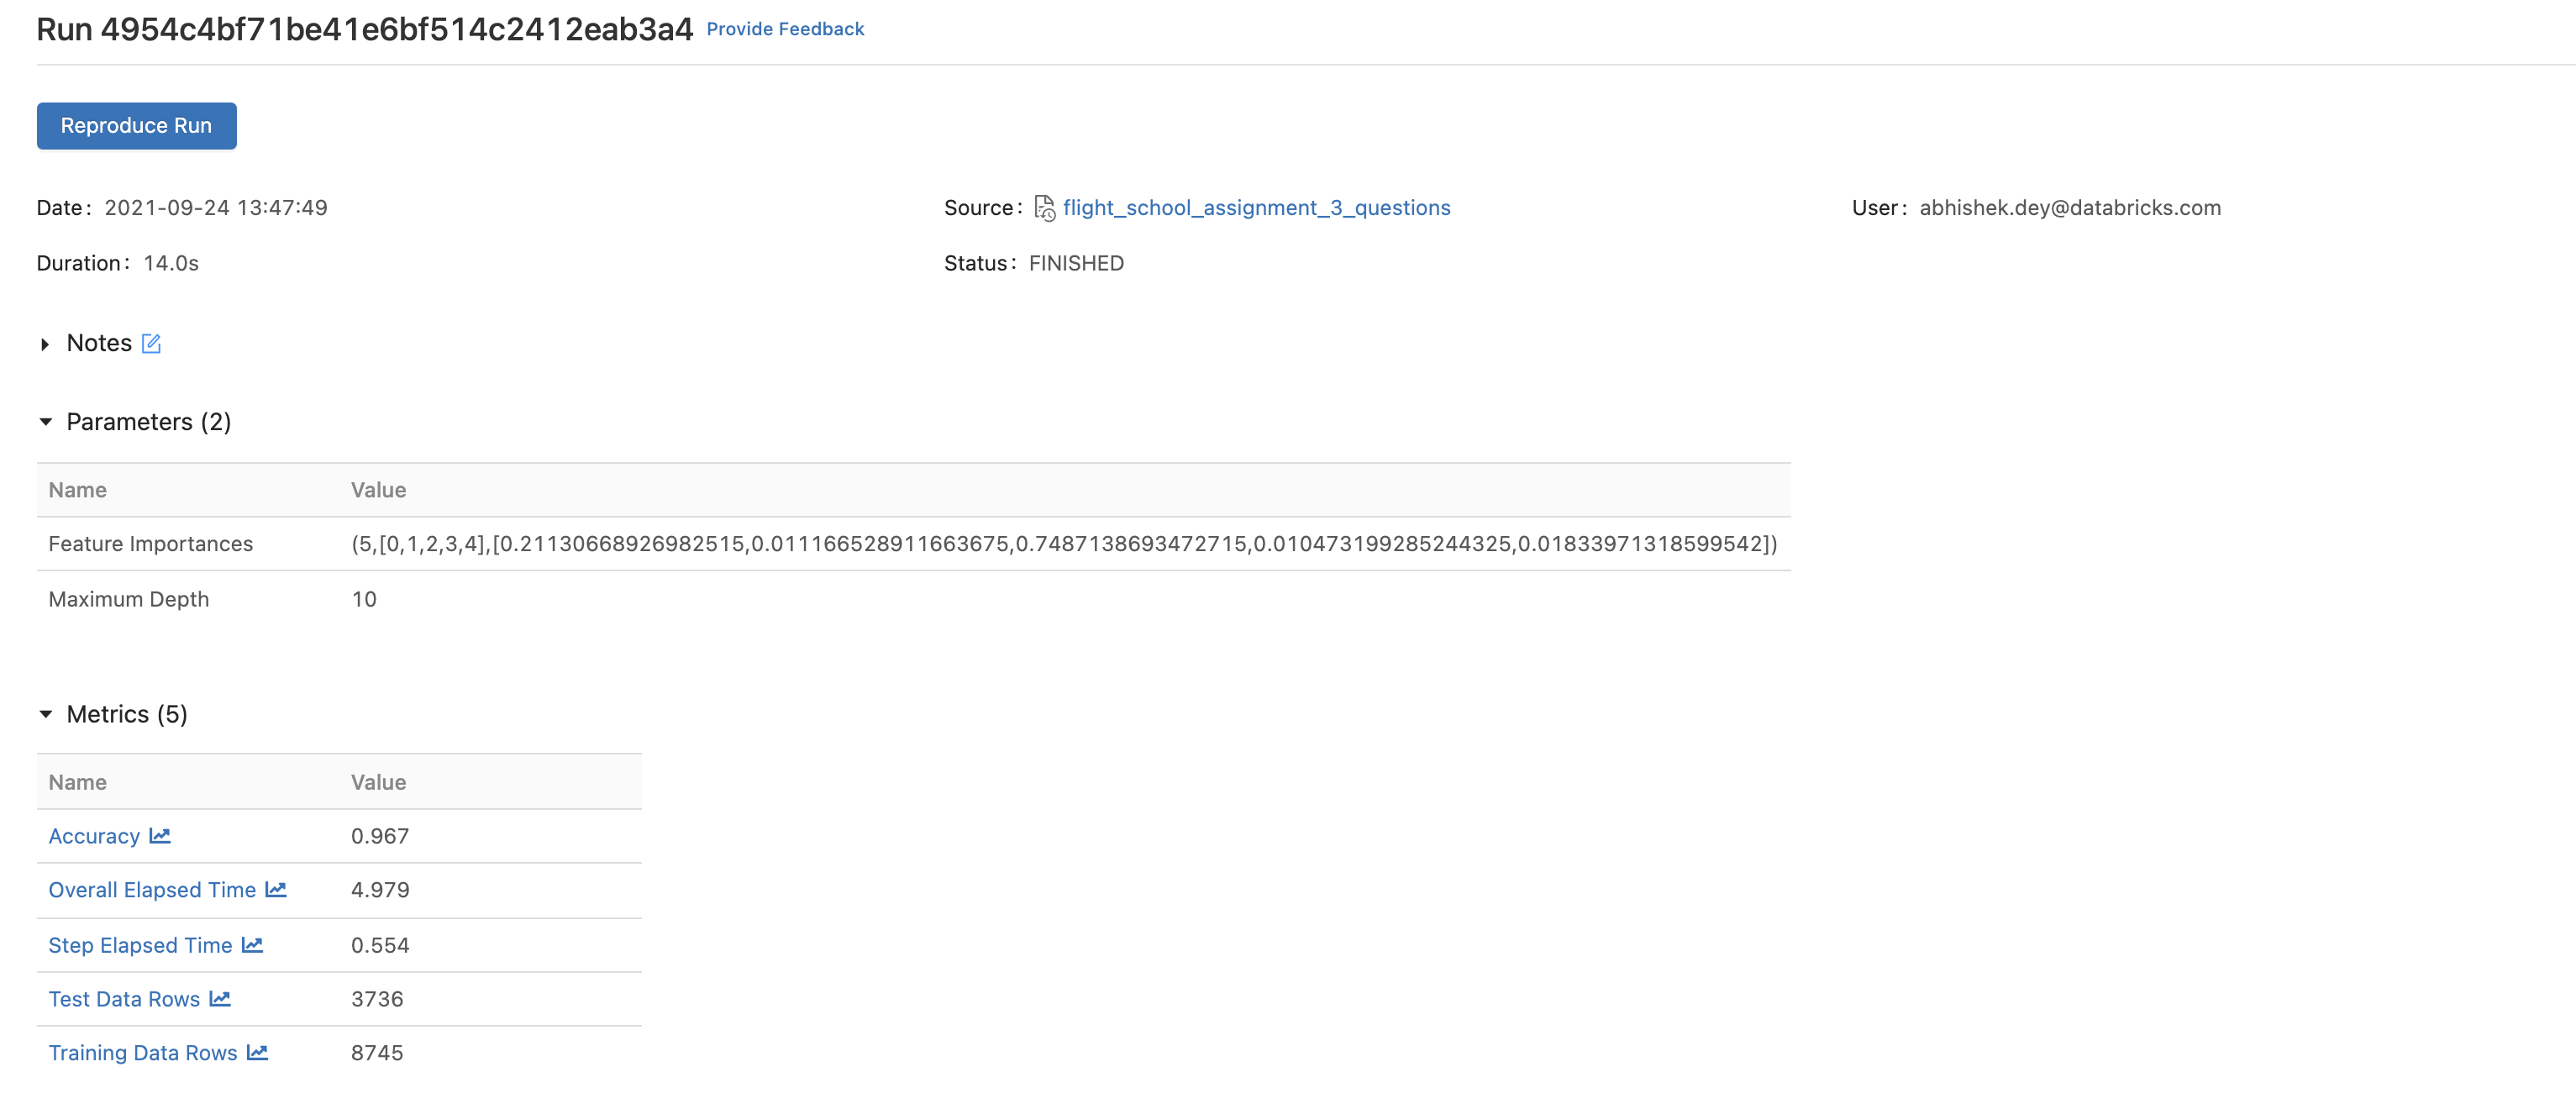 Run 4954c4bf71be41e6bf514c2412eab3a4 Provide Feedback
Reproduce Run
Date: 2021-09-24 13:47:49 Source: flight_school_assignment_3_questions User: abhishek.dey@databricks.com
Duration: 14.0s Status: FINISHED
Notes
Parameters (2)
Name Value
Feature Importances (5,[0,1,2,3,4],[0.21130668926982515,0.011166528911663675,0.7487138693472715,0.010473199285244325,0.01833971318599542])
Maximum Depth 10
Metrics (5)
Name Value
Accuracy 0.967
Overall Elapsed Time 4.979
Step Elapsed Time 0.554
Test Data Rows 3736
Training Data Rows 8745